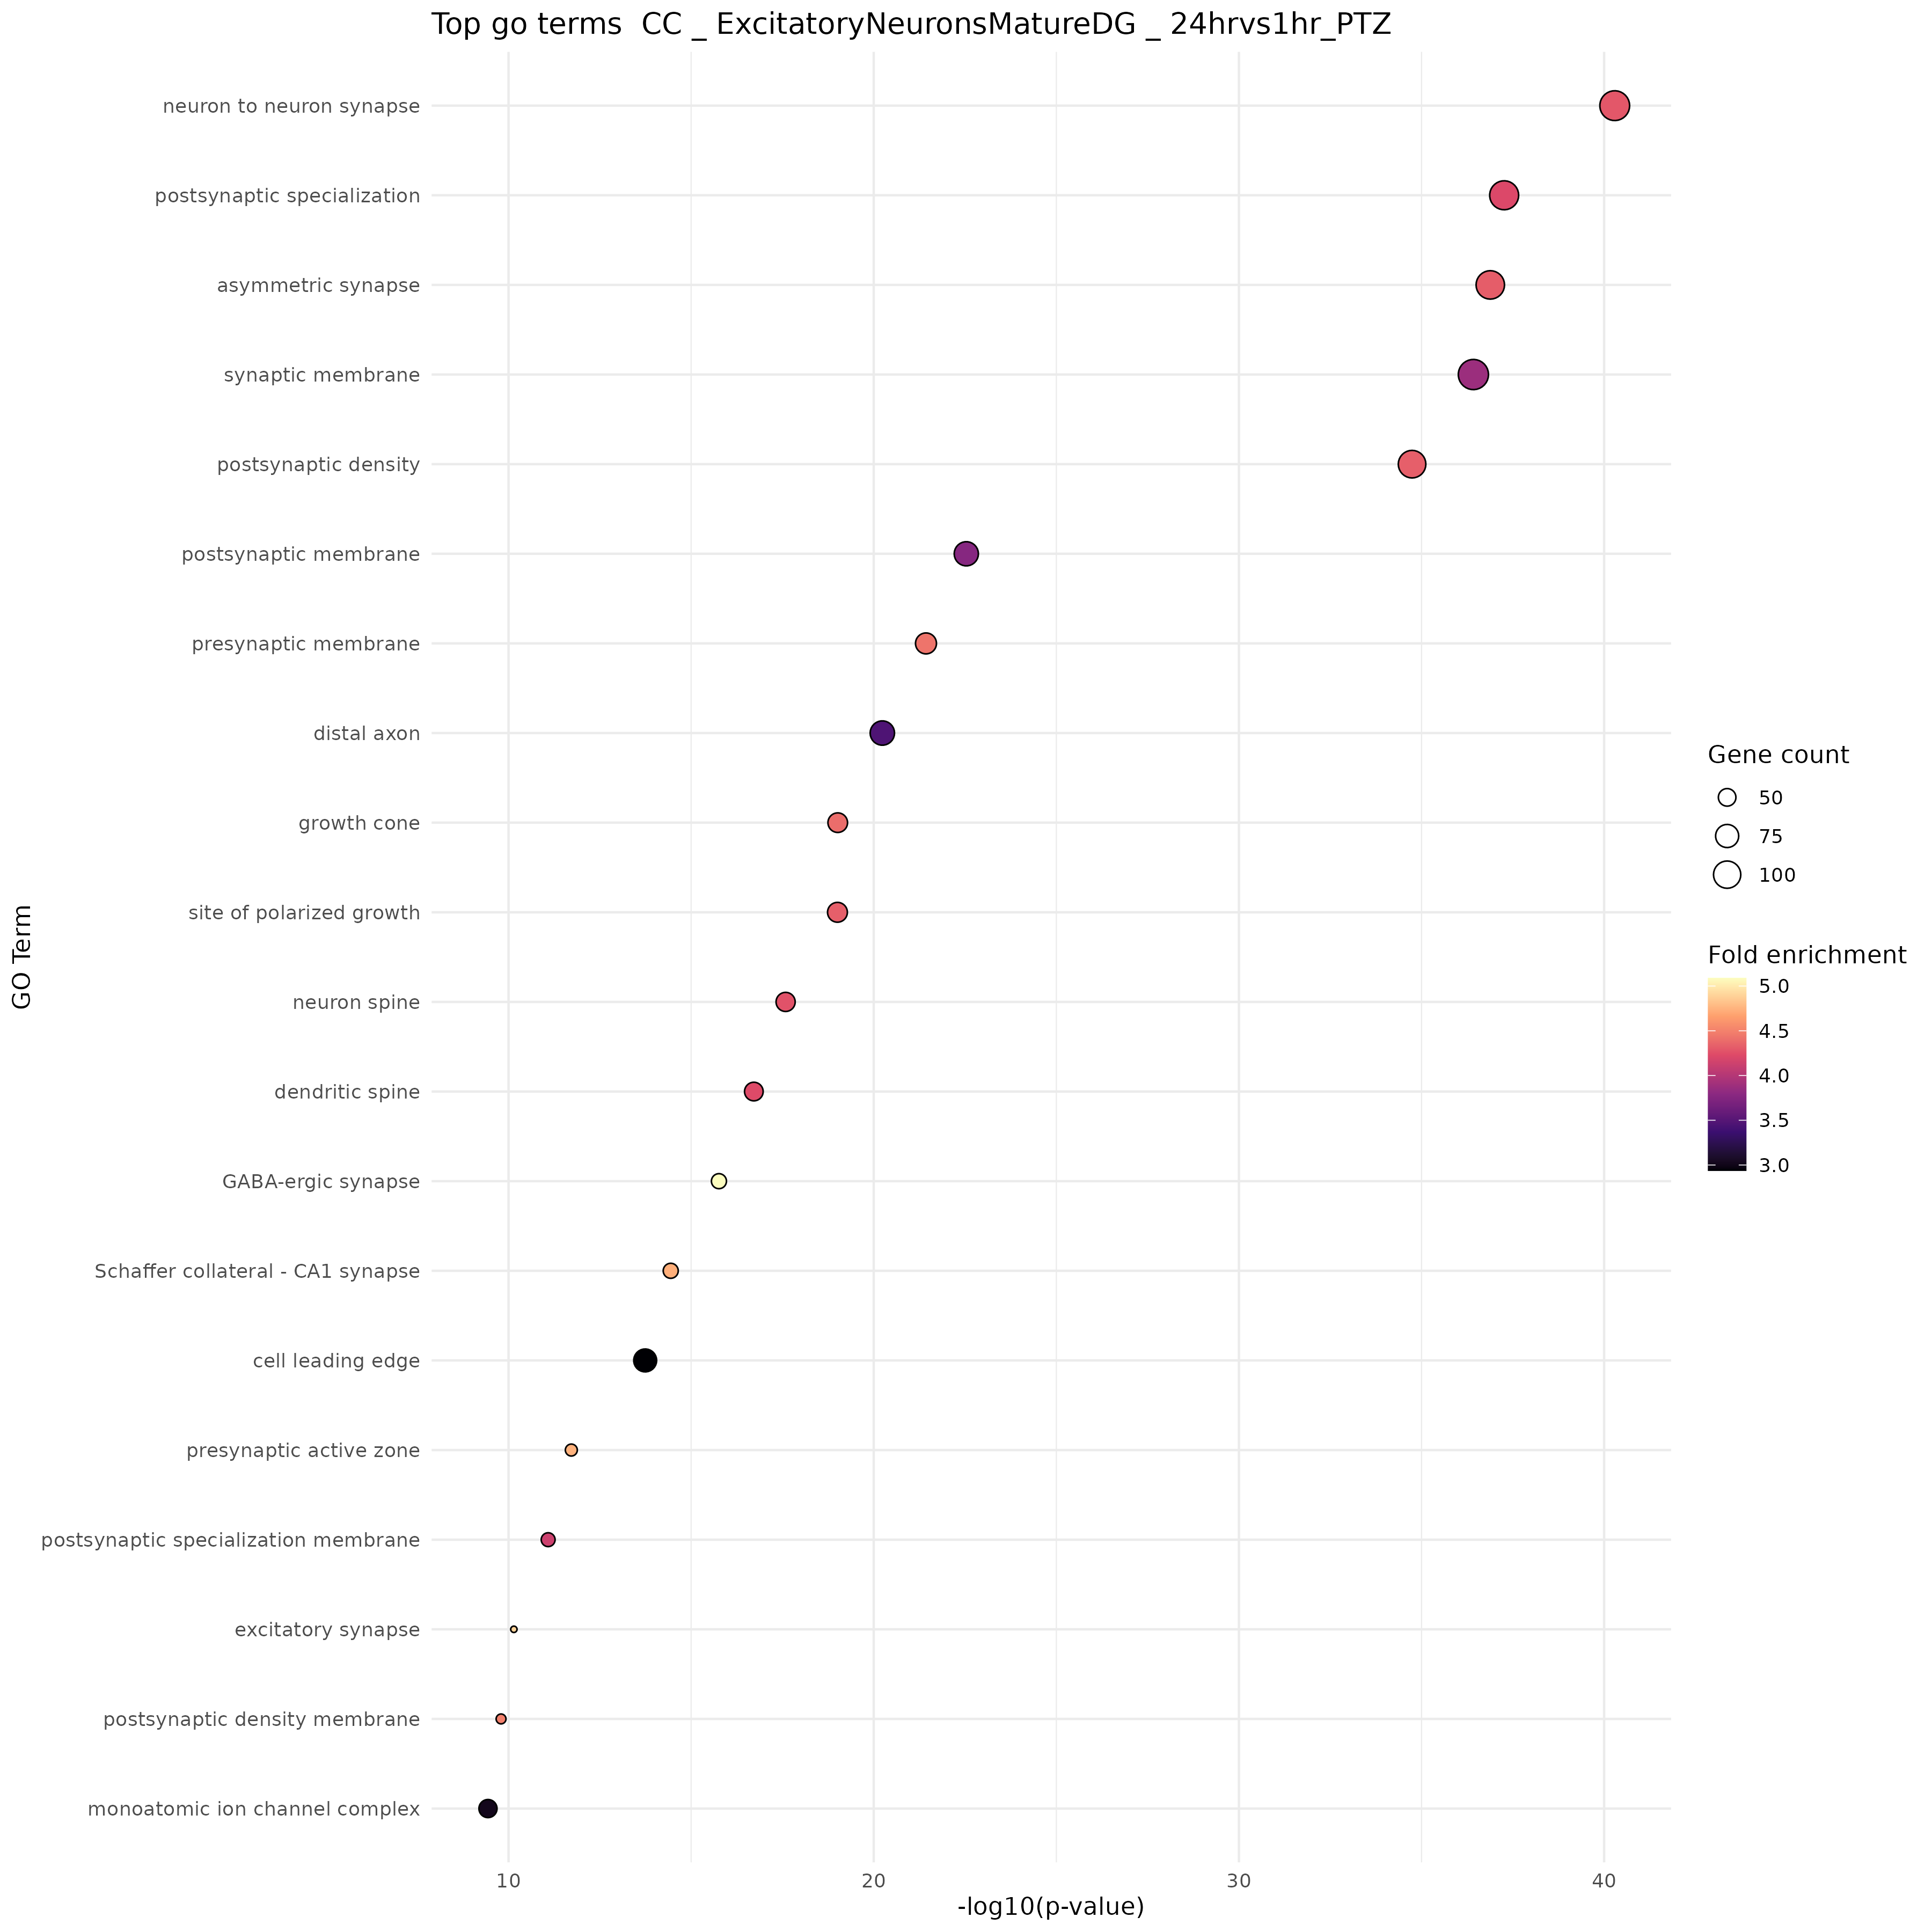 Top go terms  CC _ ExcitatoryNeuronsMatureDG _ 24hrvs1hr_PTZ
neuron to neuron synapse
postsynaptic specialization
asymmetric synapse
synaptic membrane
postsynaptic density
postsynaptic membrane
presynaptic membrane
distal axon
growth cone
site of polarized growth
neuron spine
dendritic spine
GABA-ergic synapse
Schaffer collateral - CA1 synapse
cell leading edge
presynaptic active zone
postsynaptic specialization membrane
excitatory synapse
postsynaptic density membrane
monoatomic ion channel complex
GO Term
10
20
30
40
-log10(p-value)
Gene count
50
75
100
Fold enrichment
5.0
4.5
4.0
3.5
3.0